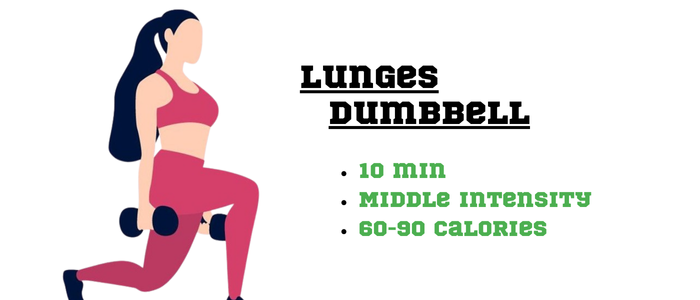 Lunges
Dumbbell
• 10 min
• Middle intensity
• 60-90 calories